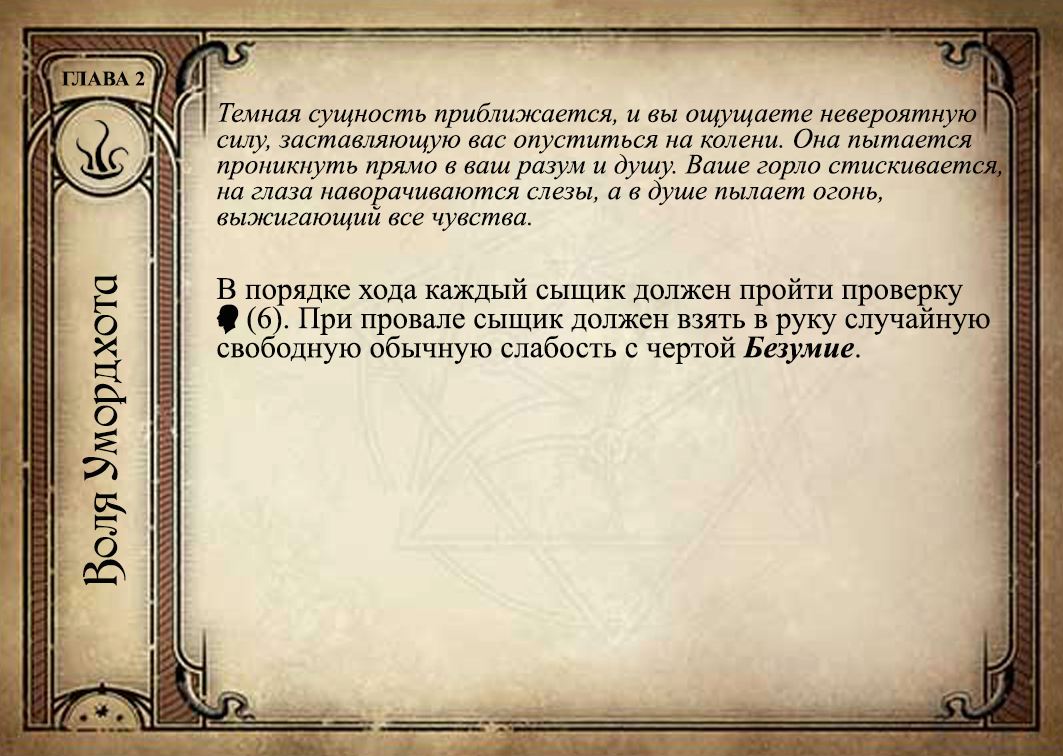 ГЛАВА 2
Воля Умордхота
Темная сущность приближается, и вы ощущаете невероятную
силу, заставляющую вас опуститься на колени. Она пытается
проникнуть прямо в ваш разум и душу. Ваше горло стискивается,
на глаза наворачиваются слезы, а в душе пылает огонь,
выжигающий все чувства.
В порядке хода каждый сыщик должен пройти проверку
(6). При провале сыщик должен взять в руку случайную
свободную обычную слабость с чертой Безумие.